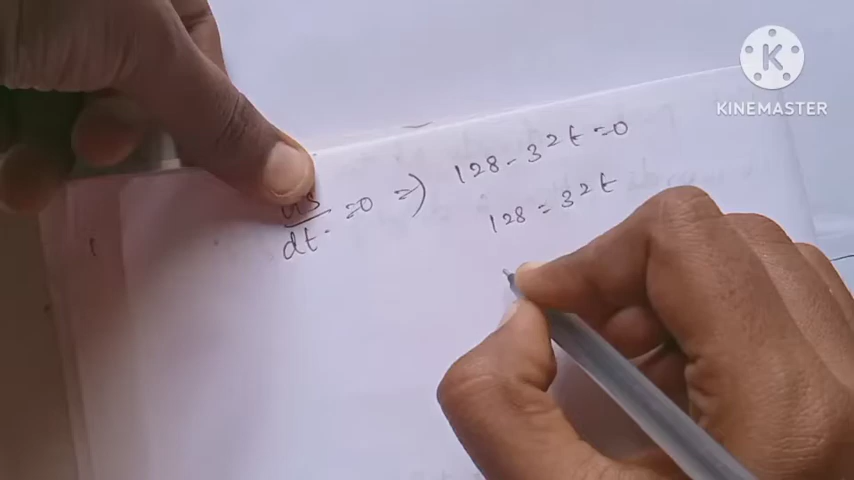 ds/dt = 0 ⇒ 128 - 32t = 0
128 = 32t
K
KINEMASTER